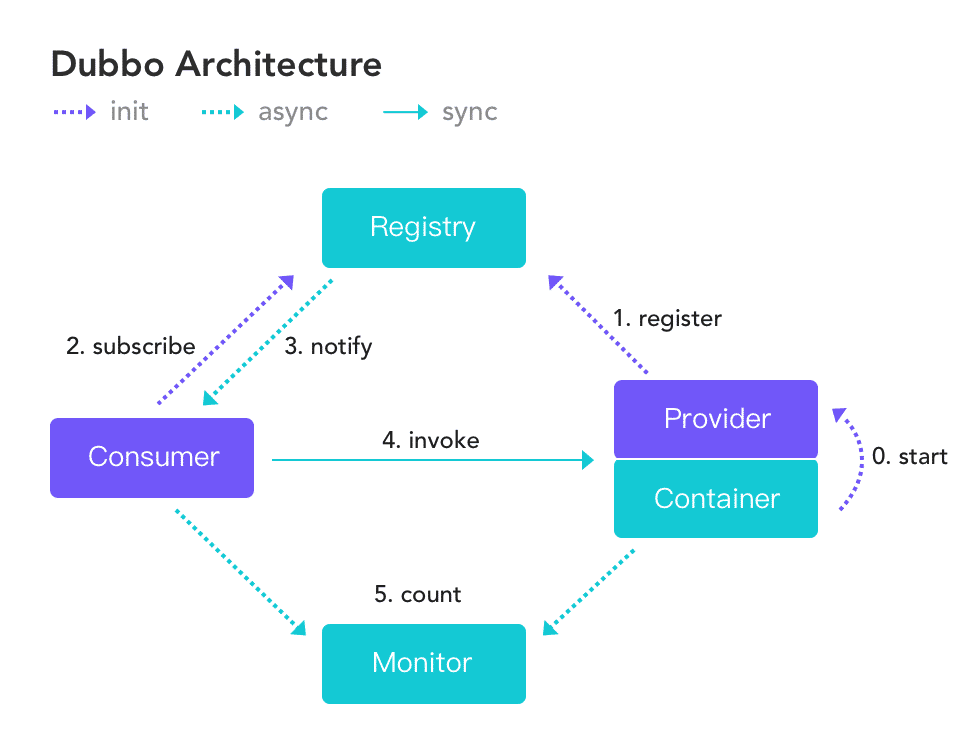 Dubbo Architecture
init
async
sync
Registry
1. register
2. subscribe
3. notify
Provider
4. invoke
Consumer
0. start
Container
5. count
Monitor